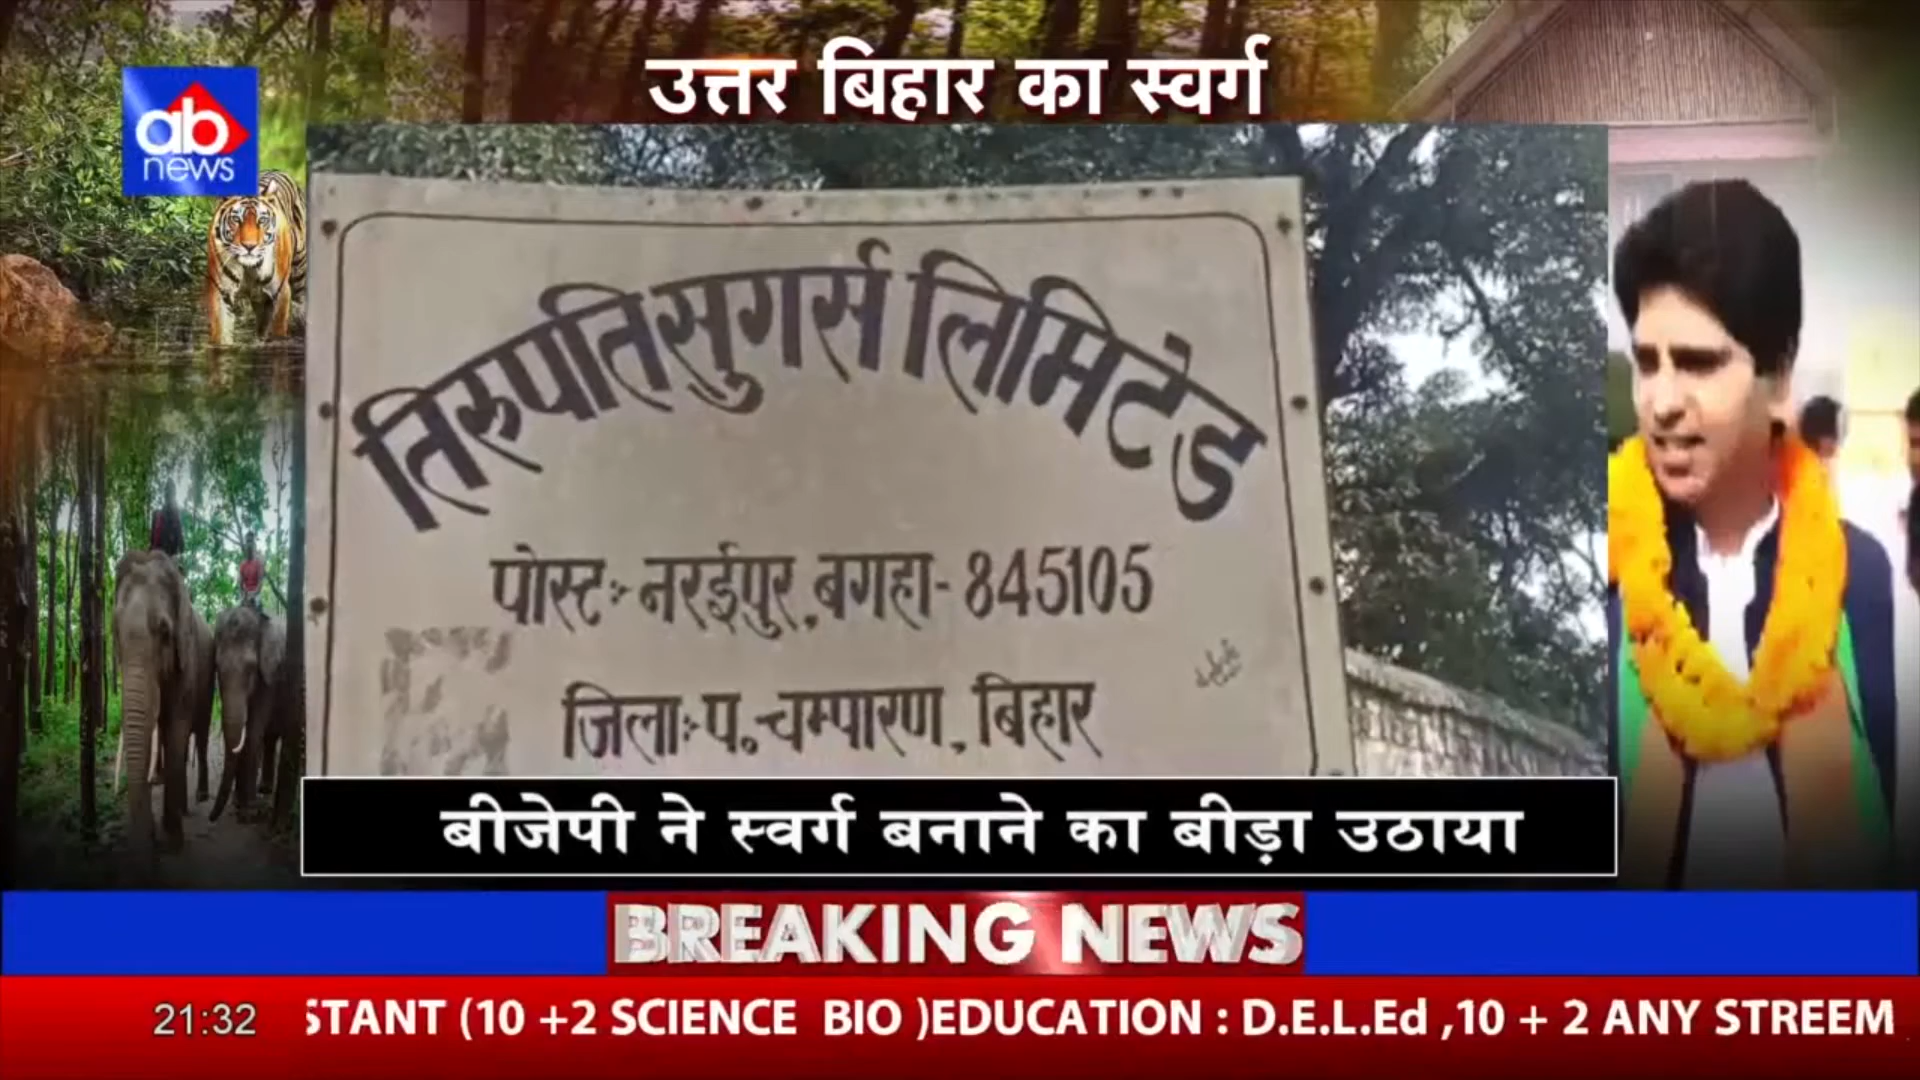 उत्तर बिहार का स्वर्ग
ab
news
तिरुपति सुगर्स लिमिटेड
पोस्ट:- नरईपुर, बगहा- 845105
जिला:- प. चम्पारण, बिहार
बीजेपी ने स्वर्ग बनाने का बीड़ा उठाया
BREAKING NEWS
21:32
STANT (10 +2 SCIENCE BIO )EDUCATION : D.E.L.Ed ,10 + 2 ANY STREEM